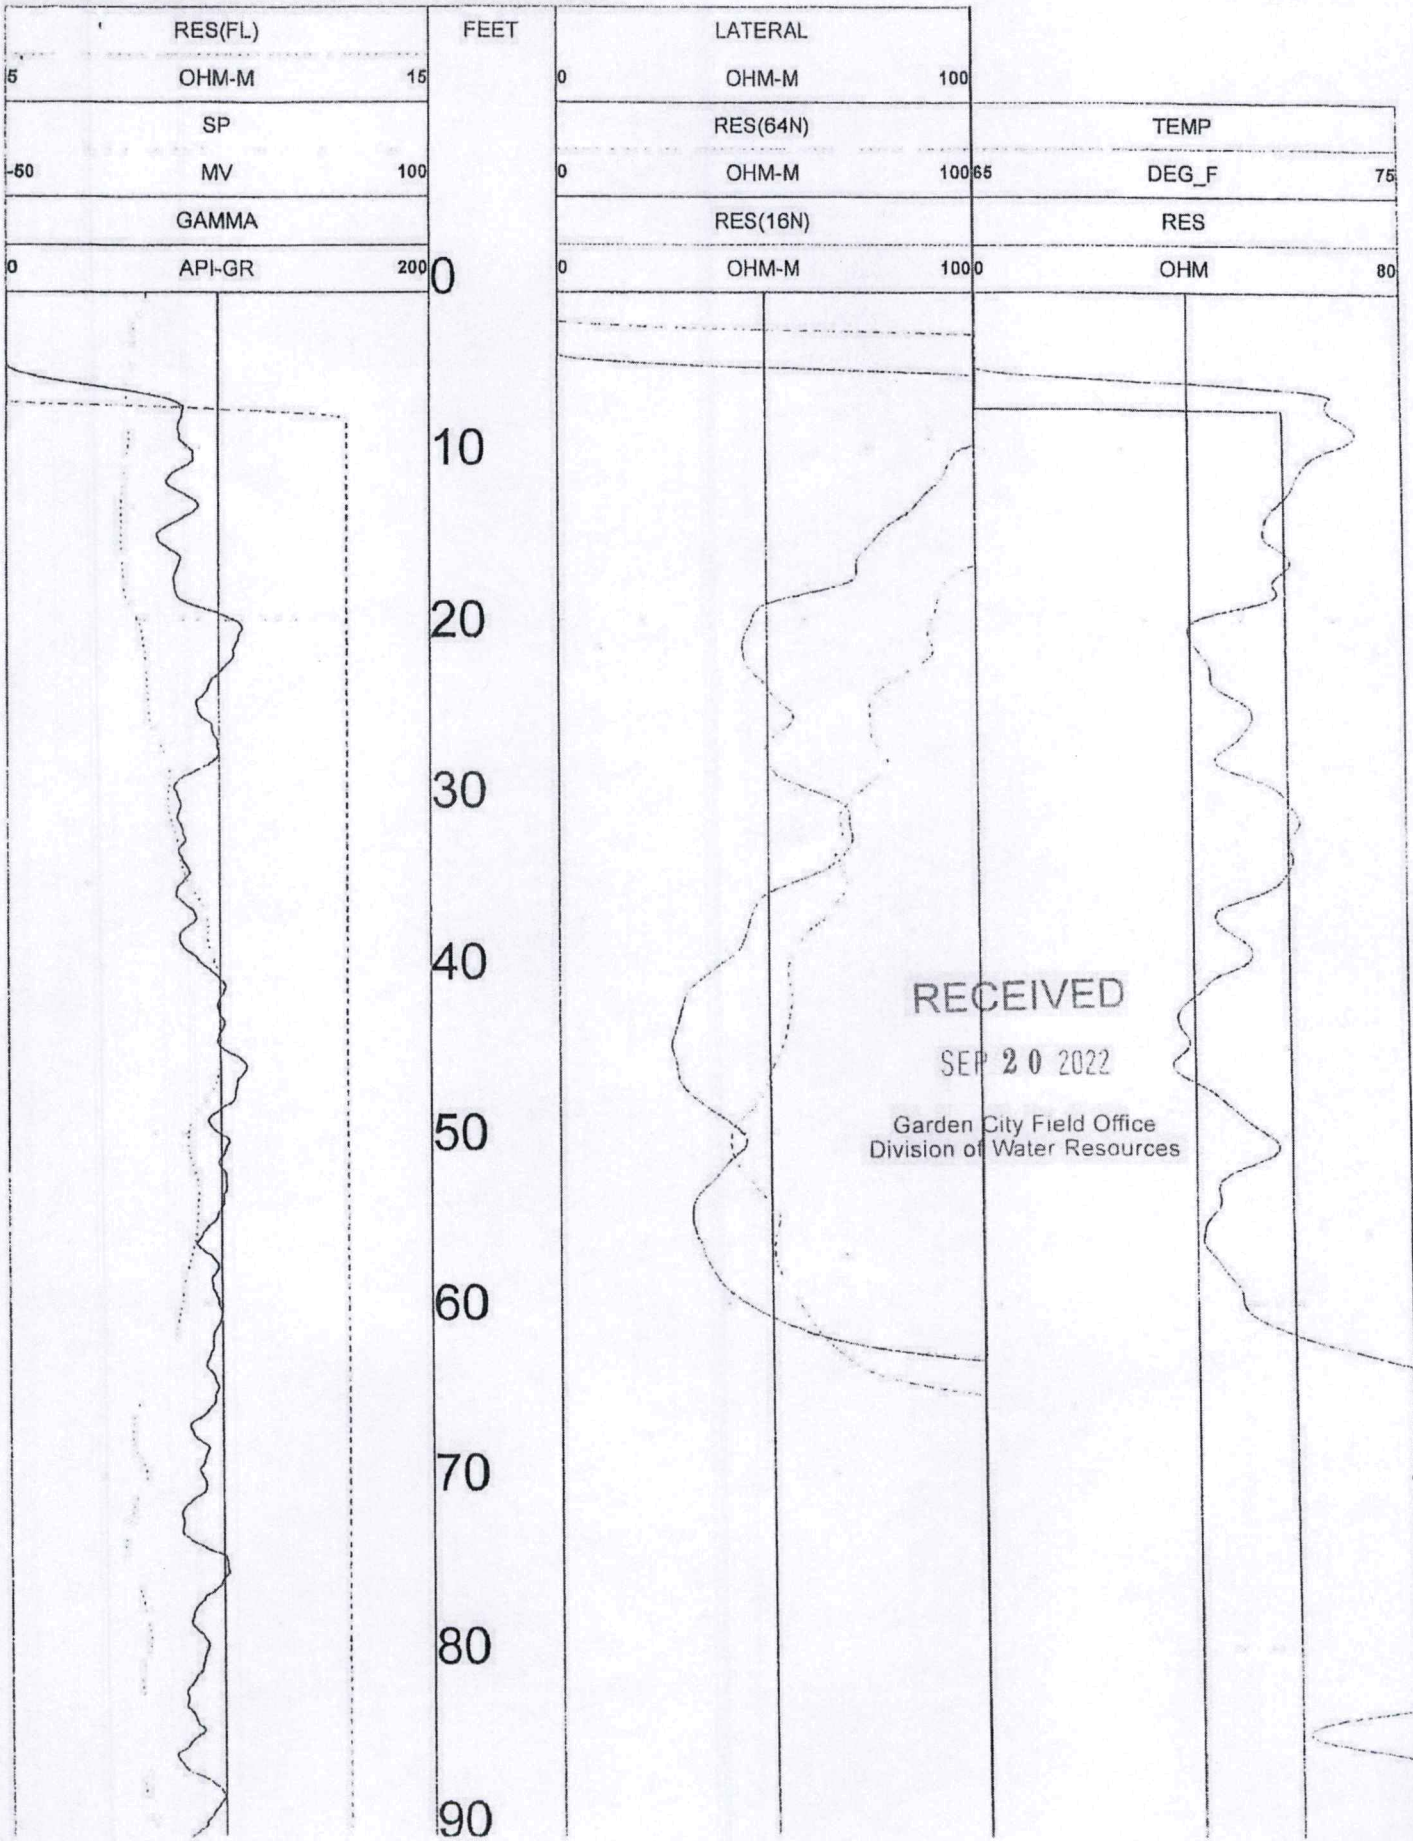 RES(FL) FEET LATERAL
5 OHM-M 15 0 OHM-M 100
SP RES(64N) TEMP
-50 MV 100 0 OHM-M 100 65 DEG_F 75
GAMMA RES(16N) RES
0 API-GR 200 0 OHM-M 100 0 OHM 80
0
10
20
30
40
RECEIVED
SEP 20 2022
Garden City Field Office
Division of Water Resources
50
60
70
80
90